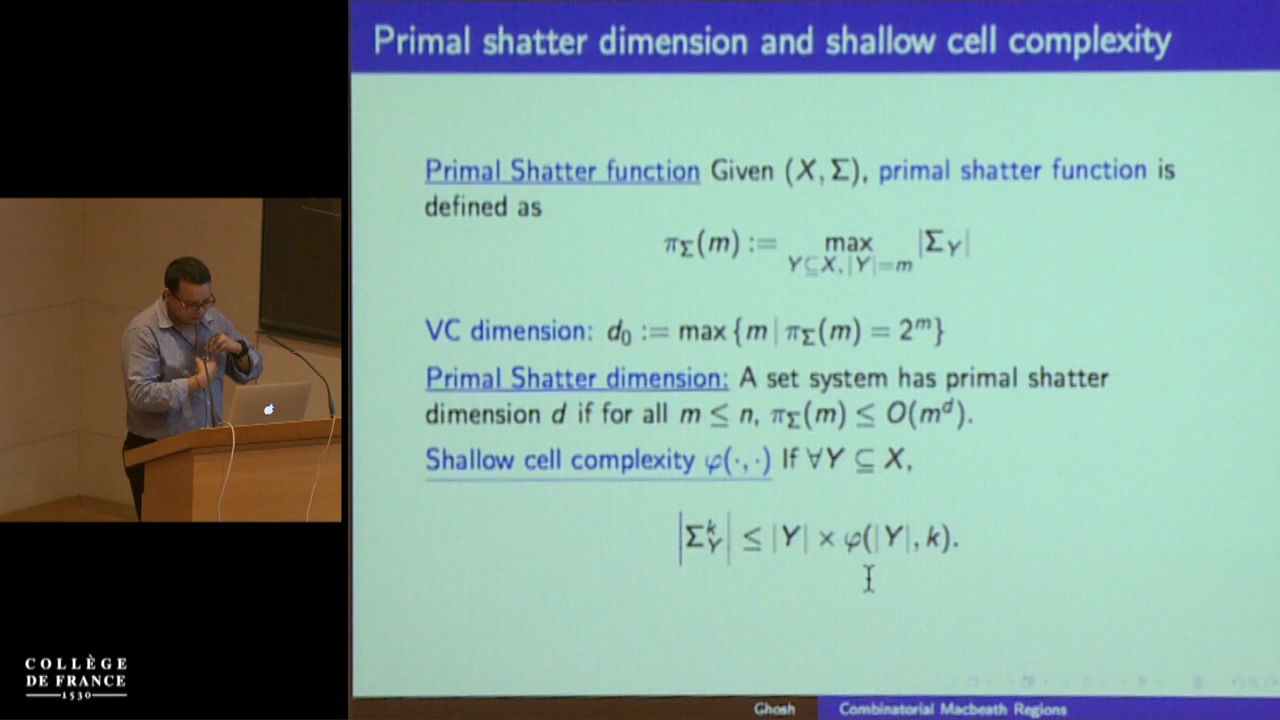 Primal shatter dimension and shallow cell complexity
Primal Shatter function Given (X, Σ), primal shatter function is
defined as
π_Σ(m) := max_{Y⊆X, |Y|=m} |Σ_Y|
VC dimension: d₀ := max {m | π_Σ(m) = 2^m}
Primal Shatter dimension: A set system has primal shatter
dimension d if for all m ≤ n, π_Σ(m) ≤ O(m^d).
Shallow cell complexity φ(·,·) If ∀Y ⊆ X,
|Σ_Y^k| ≤ |Y| × φ(|Y|, k).
COLLÈGE
DE FRANCE
1530
Ghosh
Combinatorial Macbeath Regions